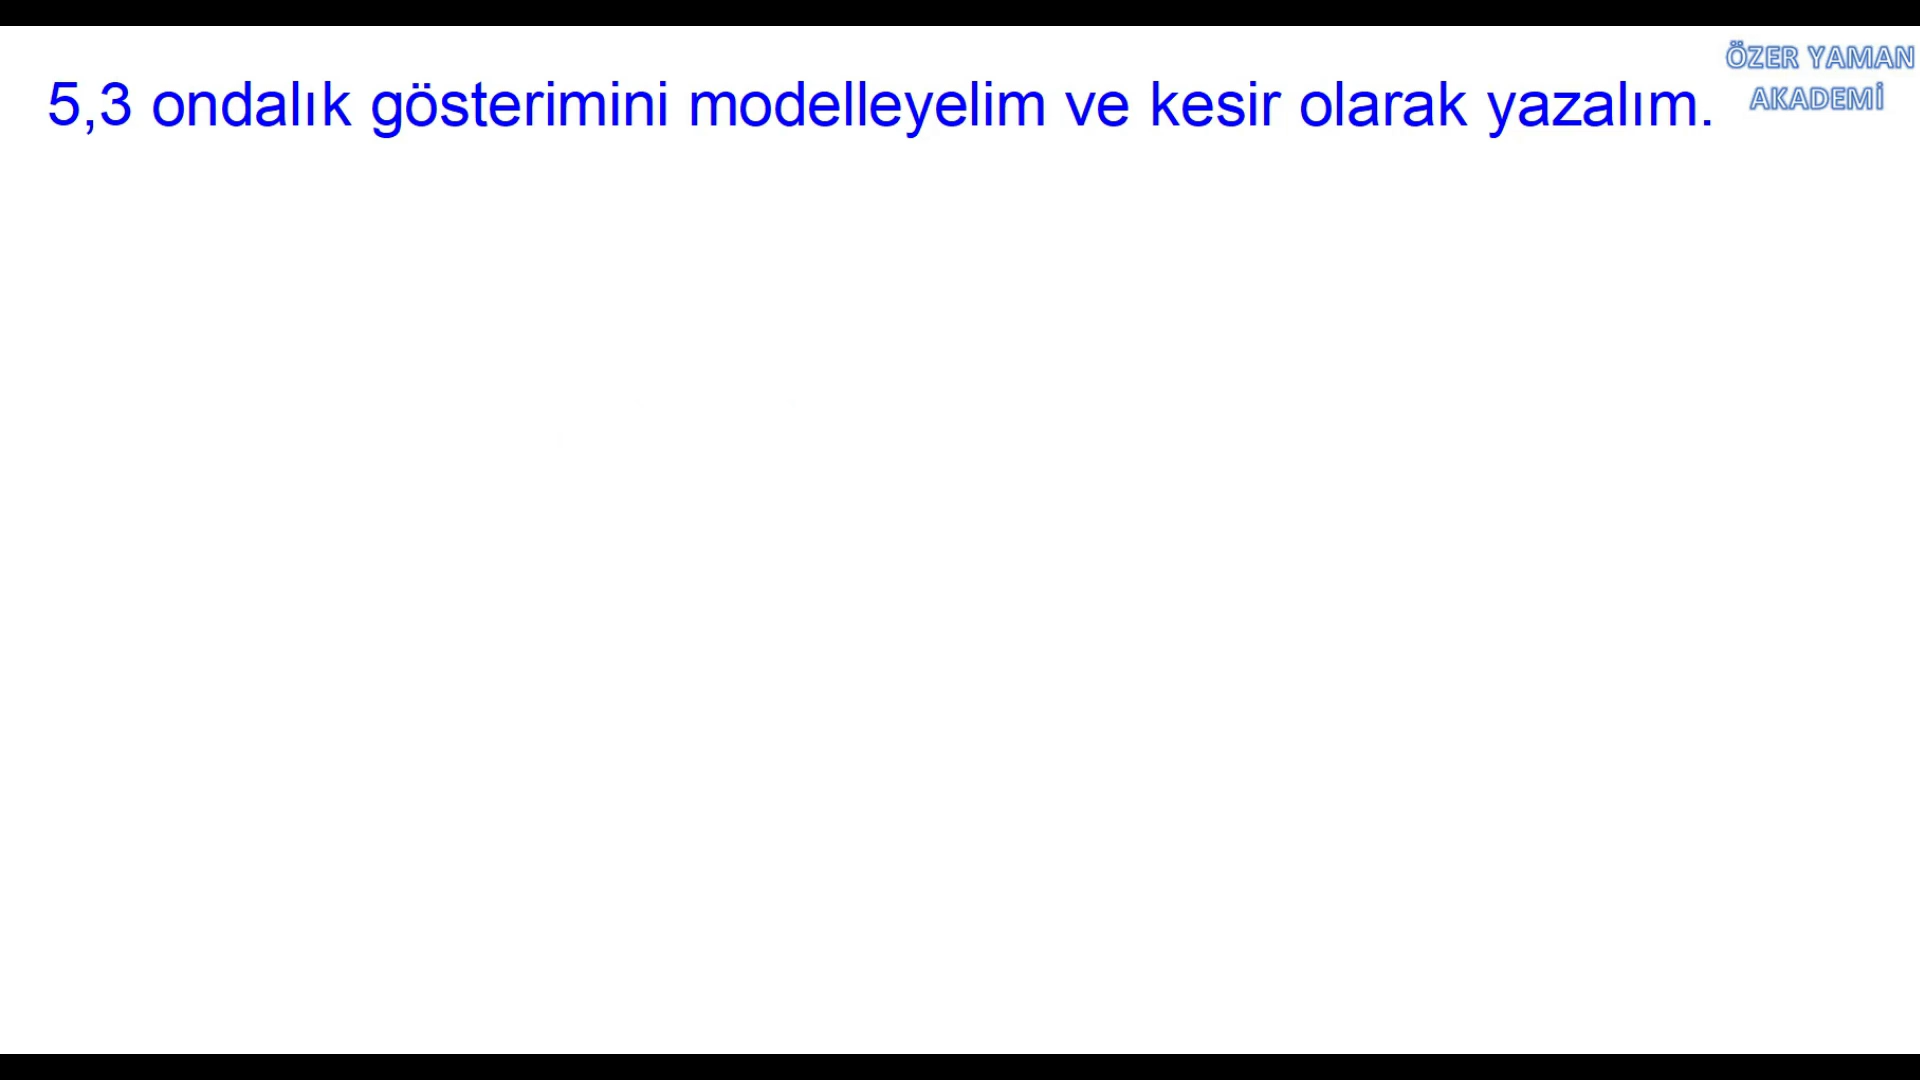 5,3 ondalık gösterimini modelleyelim ve kesir olarak yazalım.
ÖZER YAMAN
AKADEMİ